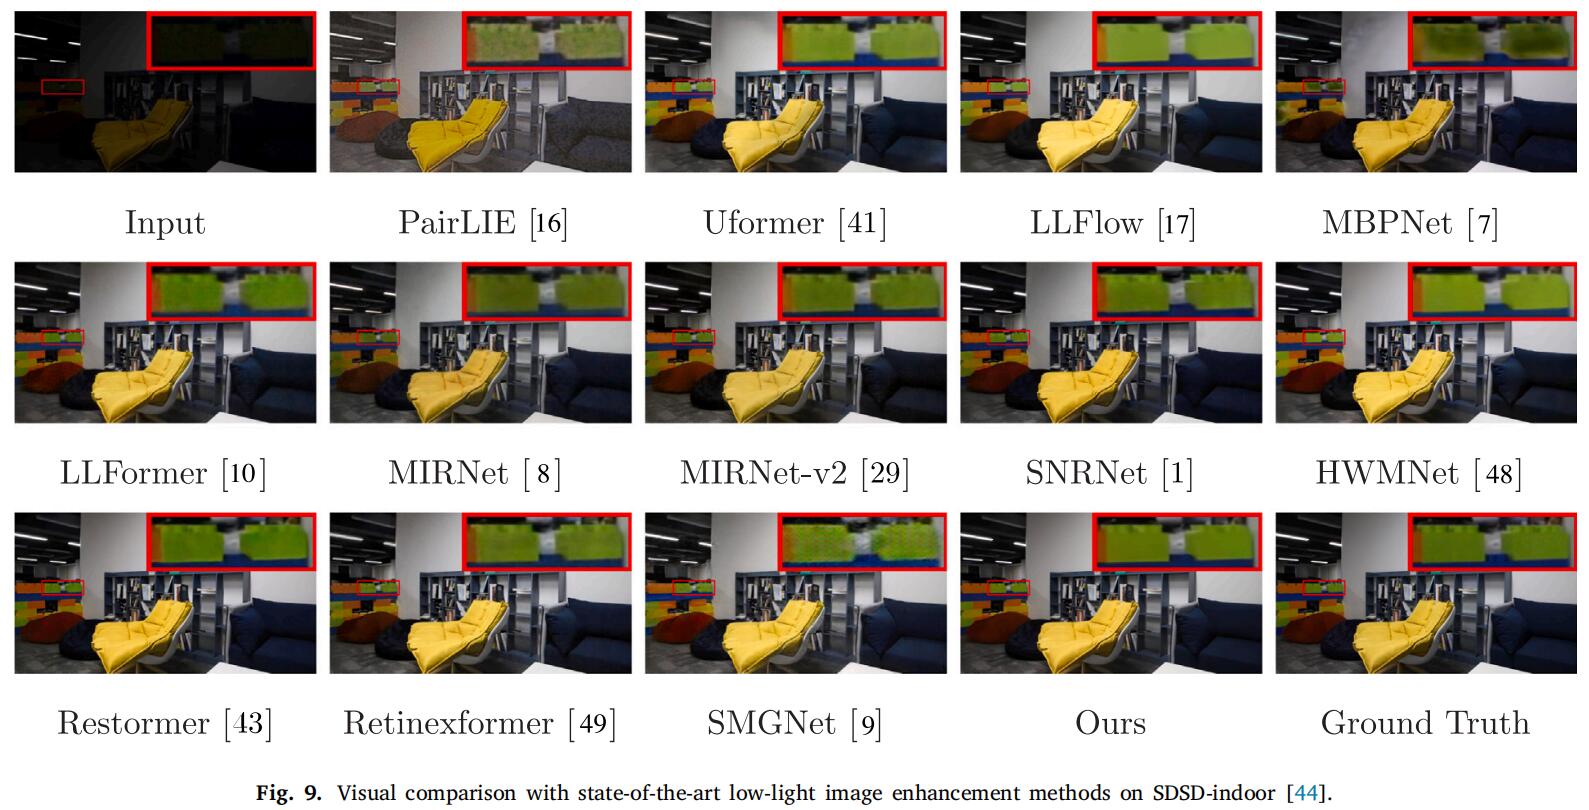 Input PairLIE [16] Uformer [41] LLFlow [17] MBPNet [7]
LLFormer [10] MIRNet [8] MIRNet-v2 [29] SNRNet [1] HWMNet [48]
Restormer [43] Retinexformer [49] SMGNet [9] Ours Ground Truth
Fig. 9. Visual comparison with state-of-the-art low-light image enhancement methods on SDSD-indoor [44].